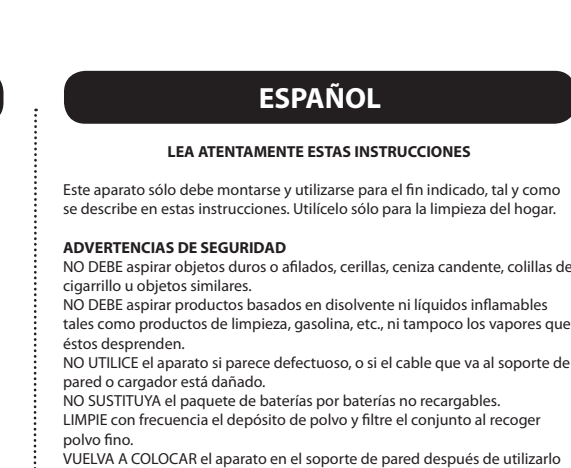 ESPAÑOL
LEA ATENTAMENTE ESTAS INSTRUCCIONES
Este aparato sólo debe montarse y utilizarse para el fin indicado, tal y como
se describe en estas instrucciones. Utilícelo sólo para la limpieza del hogar.
ADVERTENCIAS DE SEGURIDAD
NO DEBE aspirar objetos duros o afilados, cerillas, ceniza candente, colillas de
cigarrillo u objetos similares.
NO DEBE aspirar productos basados en disolvente ni líquidos inflamables
tales como productos de limpieza, gasolina, etc., ni tampoco los vapores que
éstos desprenden.
NO UTILICE el aparato si parece defectuoso, o si el cable que va al soporte de
pared o cargador está dañado.
NO SUSTITUYA el paquete de baterías por baterías no recargables.
LIMPIE con frecuencia el depósito de polvo y filtre el conjunto al recoger
polvo fino.
VUELVA A COLOCAR el aparato en el soporte de pared después de utilizarlo